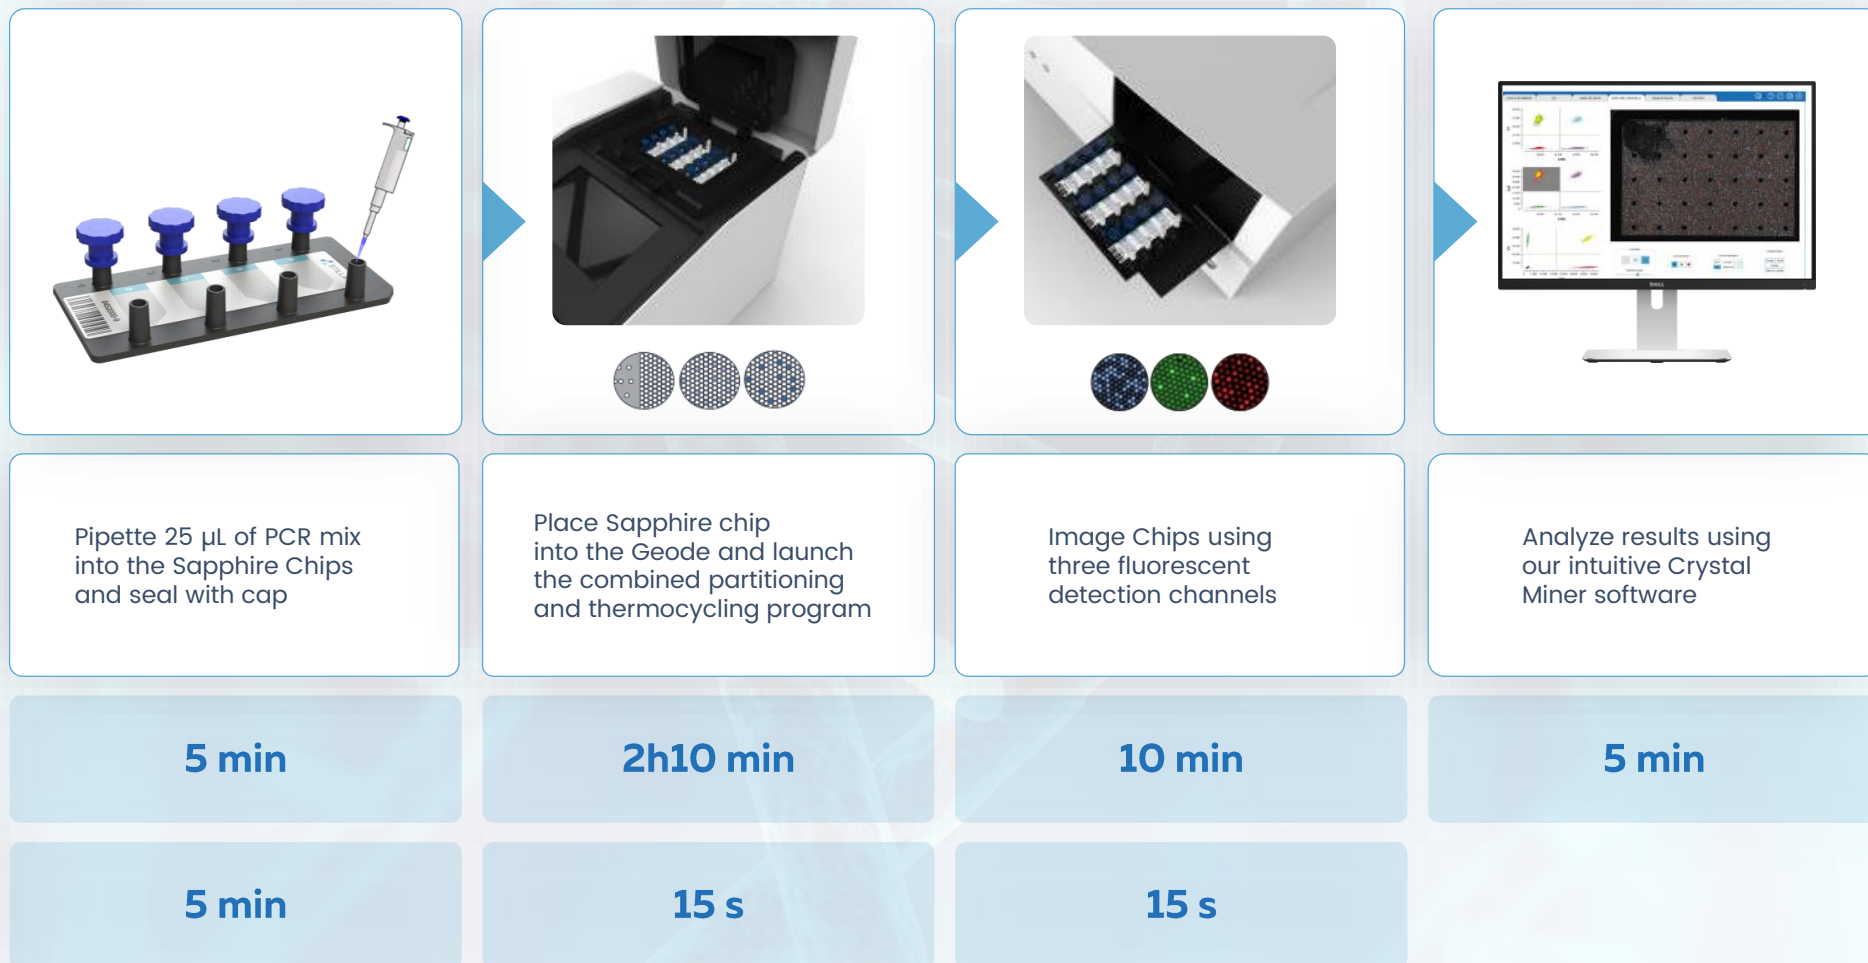 Pipette 25 µL of PCR mix
into the Sapphire Chips
and seal with cap
Place Sapphire chip
into the Geode and launch
the combined partitioning
and thermocycling program
Image Chips using
three fluorescent
detection channels
Analyze results using
our intuitive Crystal
Miner software
5 min
2h10 min
10 min
5 min
5 min
15 s
15 s
DELL